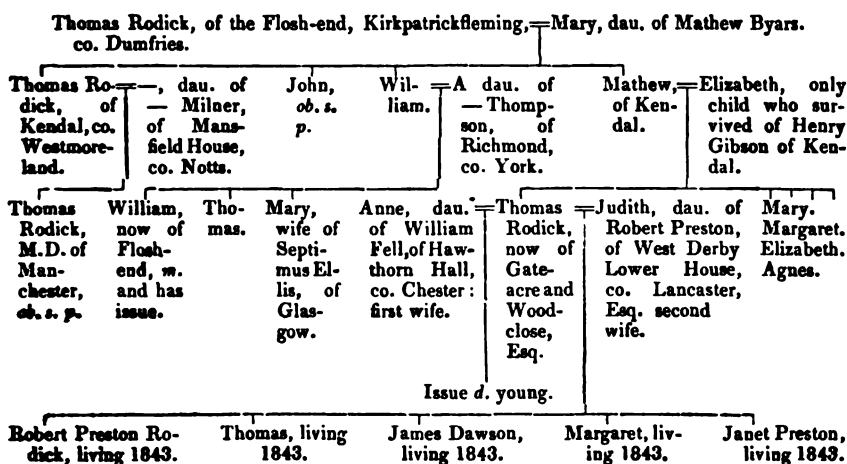 Thomas Rodick, of the Flosh-end, Kirkpatrickfleming,=Mary, dau. of Mathew Byars.
co. Dumfries.
Thomas Ro-
dick, of
Kendal, co.
Westmore-
land.
=—, dau. of
— Milner,
of Mans-
field House,
co. Notts.
John,
ob. s.
p.
Wil-
liam.
=A dau. of
— Thomp-
son, of
Richmond,
co. York.
Mathew,
of Ken-
dal.
=Elizabeth, only
child who sur-
vived of Henry
Gibson of Ken-
dal.
Thomas
Rodick,
M.D. of
Man-
chester,
ob. s. p.
William,
now of
Flosh-
end, m.
and has
issue.
Tho-
mas.
Mary,
wife of
Septi-
mus El-
lis, of
Glas-
gow.
Anne, dau.
of William
Fell, of Haw-
thorn Hall,
co. Chester:
first wife.
=Thomas
Rodick,
now of
Gate-
acre and
Wood-
close,
Esq.
=Judith, dau. of
Robert Preston,
of West Derby
Lower House,
co. Lancaster,
Esq. second
wife.
Mary.
Margaret.
Elizabeth.
Agnes.
Issue d. young.
Robert Preston Ro-
dick, living 1843.
Thomas, living
1843.
James Dawson,
living 1843.
Margaret, liv-
ing 1843.
Janet Preston,
living 1843.